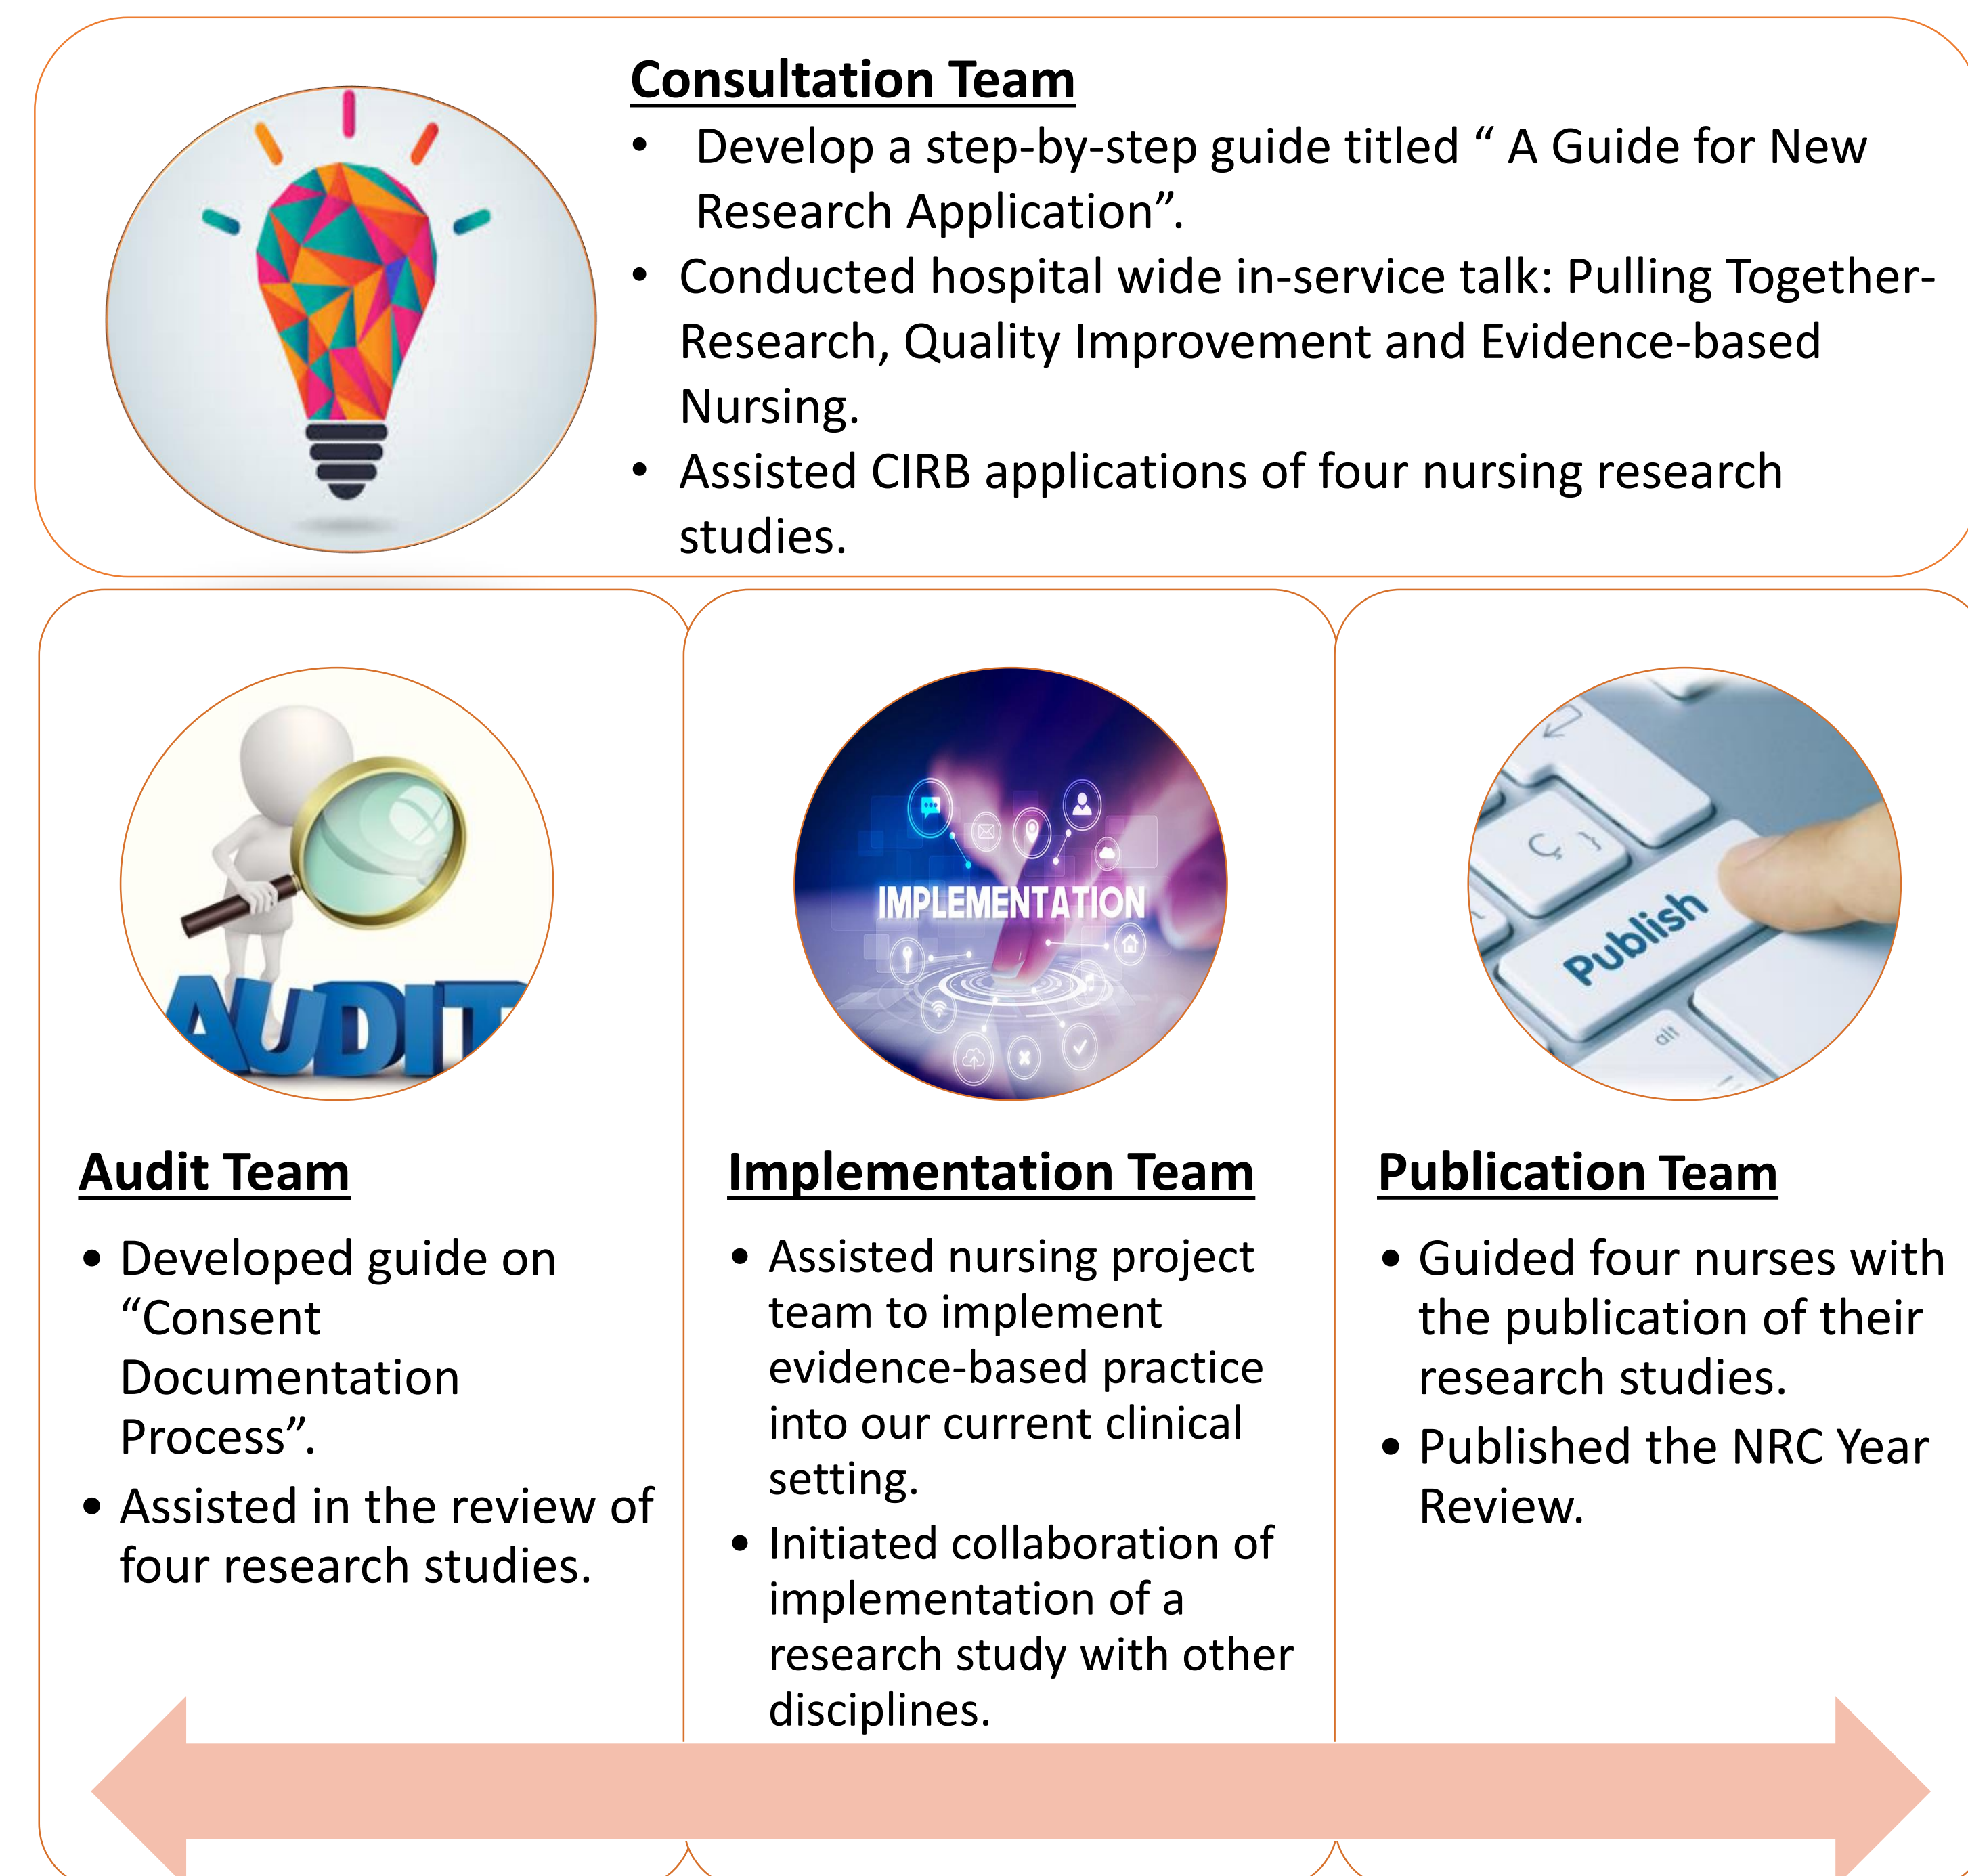 Consultation Team
• Develop a step-by-step guide titled “ A Guide for New
Research Application”.
• Conducted hospital wide in-service talk: Pulling Together-
Research, Quality Improvement and Evidence-based
Nursing.
• Assisted CIRB applications of four nursing research
studies.
AUDIT
Audit Team
• Developed guide on
“Consent
Documentation
Process”.
• Assisted in the review of
four research studies.
IMPLEMENTATION
Implementation Team
• Assisted nursing project
team to implement
evidence-based practice
into our current clinical
setting.
• Initiated collaboration of
implementation of a
research study with other
disciplines.
Ç }
Publish
alt
Publication Team
• Guided four nurses with
the publication of their
research studies.
• Published the NRC Year
Review.